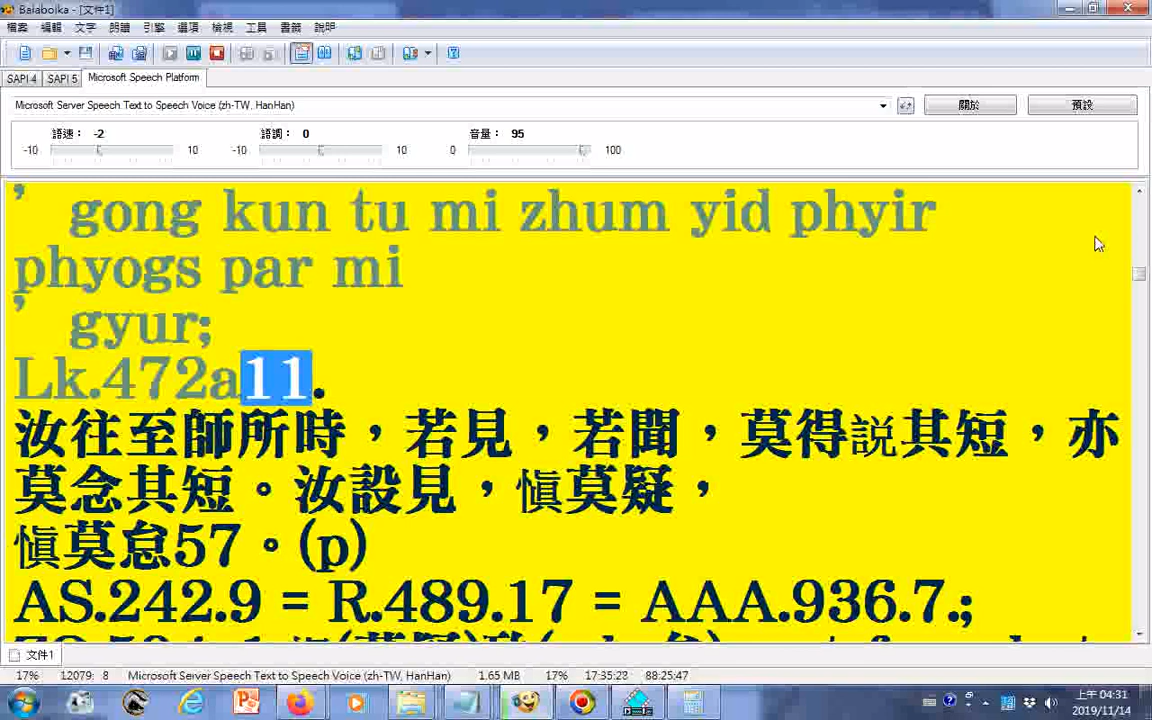 Balabolka - [文件1]
檔案 編輯 文字 朗讀 引擎 選項 檢視 工具 書籤 說明
SAPI 4 SAPI 5 Microsoft Speech Platform
Microsoft Server Speech Text to Speech Voice (zh-TW, HanHan) 關於 預設
語速： -2 語調： 0 音量： 95
-10 10 -10 10 0 100
’ gong kun tu mi zhum yid phyir
phyogs par mi
’ gyur;
Lk.472a11.
汝往至師所時，若見，若聞，莫得説其短，亦
莫念其短。汝設見，愼莫疑，
愼莫怠57。(p)
AS.242.9 = R.489.17 = AAA.936.7.;
文件1
17% 12079: 8 Microsoft Server Speech Text to Speech Voice (zh-TW, HanHan) 1.65 MB 17% 17:35:23 88:25:47
上午 04:31
2019/11/14